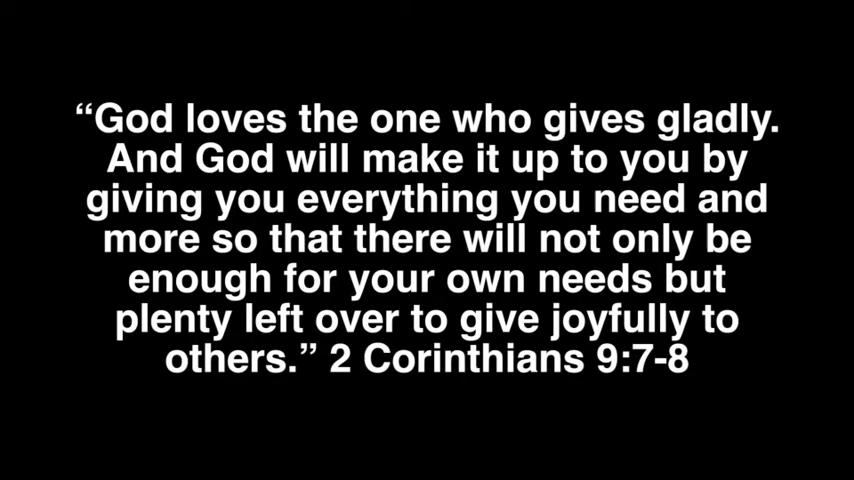 “God loves the one who gives gladly.
And God will make it up to you by
giving you everything you need and
more so that there will not only be
enough for your own needs but
plenty left over to give joyfully to
others.” 2 Corinthians 9:7-8